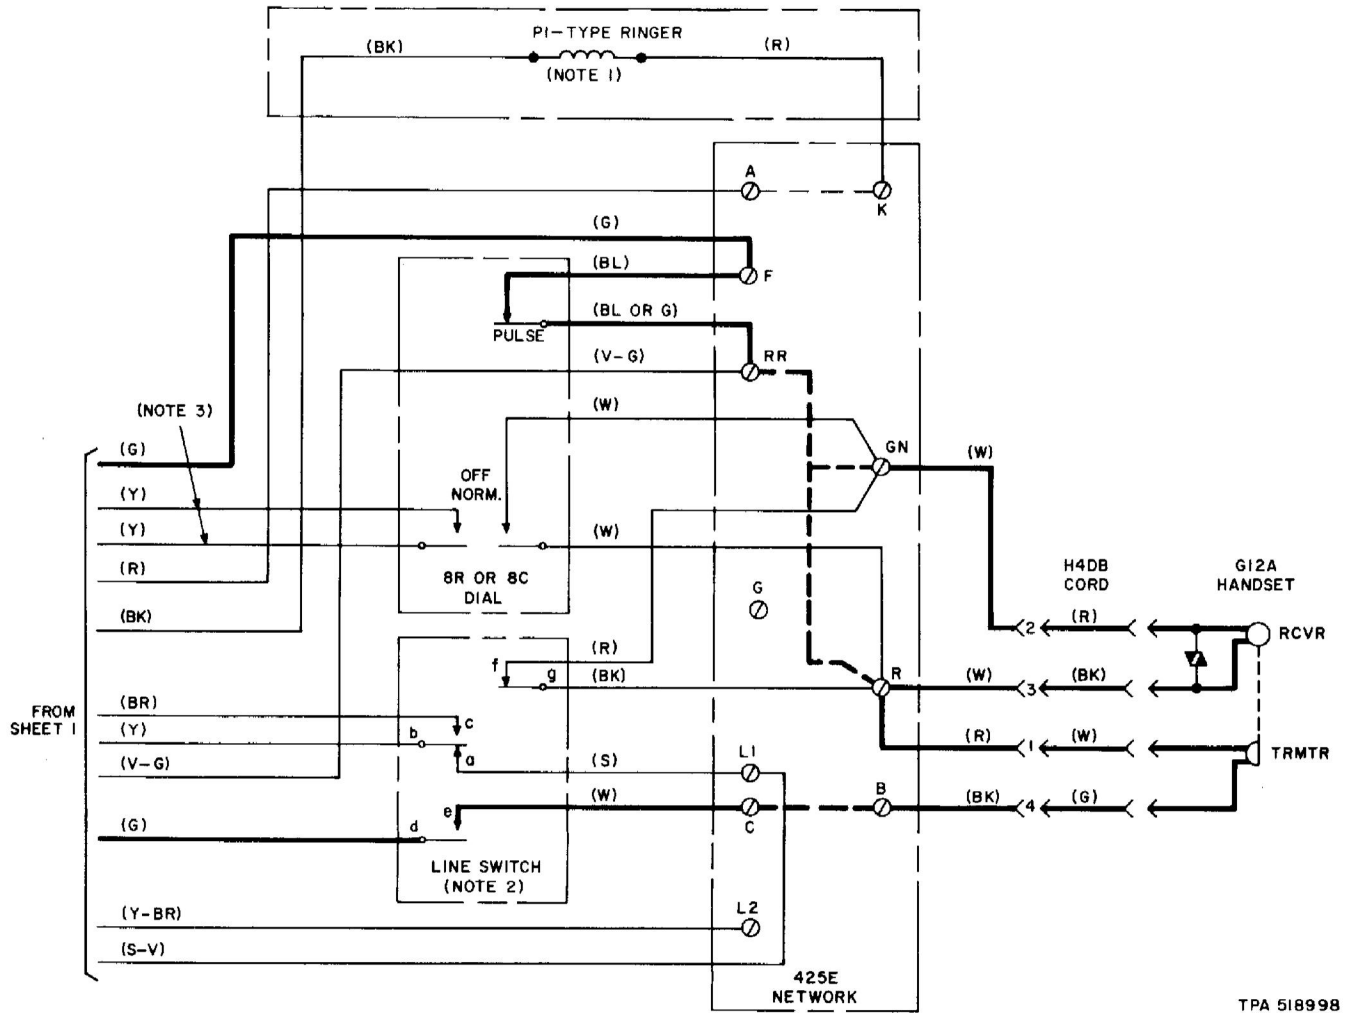 P1-TYPE RINGER
(BK)
(R)
(NOTE 1)
A
K
(G)
(BL)
F
(BL OR G)
PULSE
(V-G)
RR
(NOTE 3)
(W)
(G)
GN
(W)
OFF
NORM.
(Y)
(Y)
(W)
(R)
8R OR 8C
DIAL
G
H4DB
CORD
G12A
HANDSET
(BK)
2
(R)
RCVR
(R)
f
g
(BK)
R
(W)
3
(BK)
FROM
SHEET 1
(BR)
c
(Y)
b
a
(R)
1
(W)
TRMTR
(V-G)
(S)
L1
(W)
C
B
(BK)
4
(G)
(G)
d
e
LINE SWITCH
(NOTE 2)
(Y-BR)
L2
(S-V)
425E
NETWORK
TPA 518998